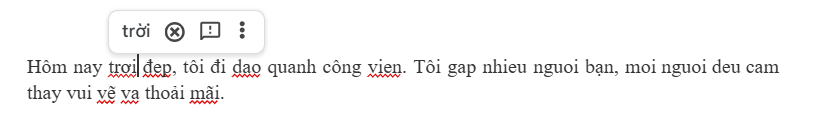 trời
Hôm nay trơi đep, tôi đi dao quanh công vien. Tôi gap nhieu nguoi bạn, moi nguoi deu cam
thay vui vẽ va thoải mãi.